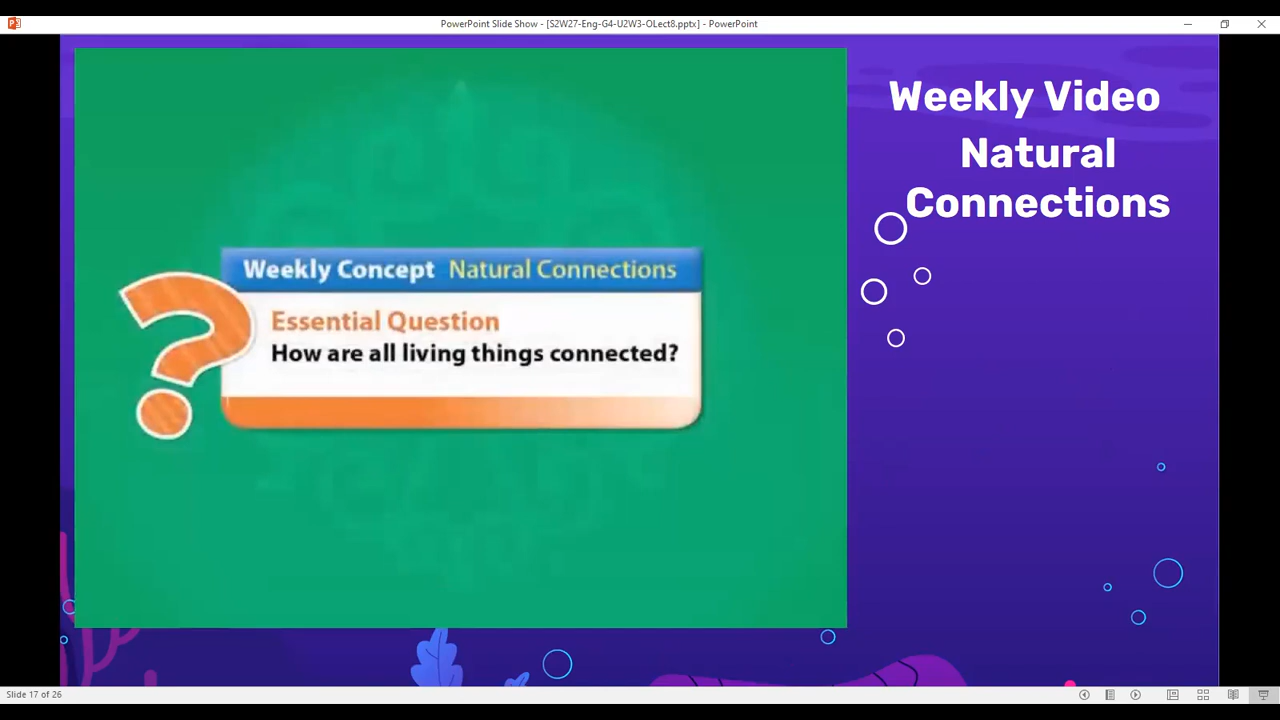 PowerPoint Slide Show - [S2W27-Eng-G4-U2W3-OLect8.pptx] - PowerPoint
Weekly Video
Natural
Connections
Weekly Concept Natural Connections
Essential Question
How are all living things connected?
Slide 17 of 26